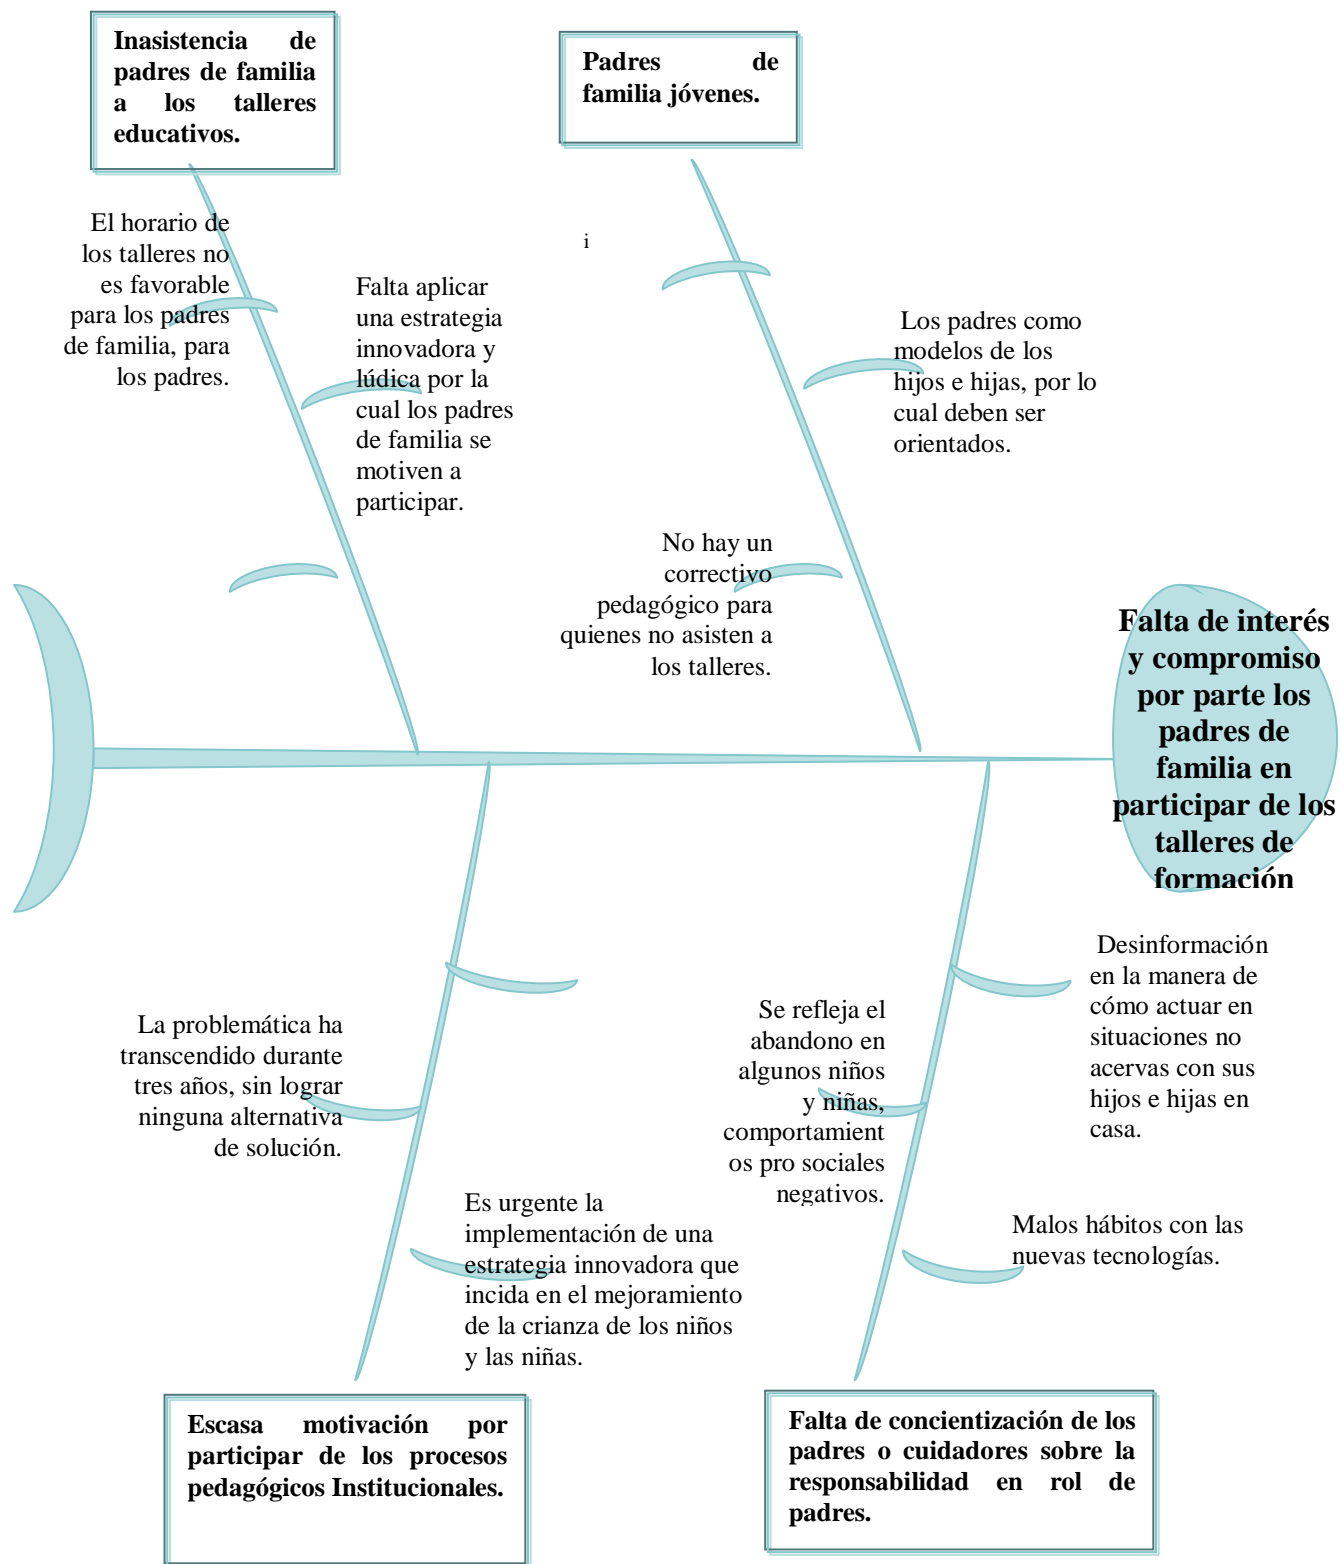 Inasistencia de
padres de familia
a los talleres
educativos.
Padres de
familia jóvenes.
El horario de
los talleres no
es favorable
para los padres
de familia, para
los padres.
i
Falta aplicar
una estrategia
innovadora y
lúdica por la
cual los padres
de familia se
motiven a
participar.
Los padres como
modelos de los
hijos e hijas, por lo
cual deben ser
orientados.
No hay un
correctivo
pedagógico para
quienes no asisten a
los talleres.
Falta de interés
y compromiso
por parte los
padres de
familia en
participar de los
talleres de
formación
La problemática ha
transcendido durante
tres años, sin lograr
ninguna alternativa
de solución.
Se refleja el
abandono en
algunos niños
y niñas,
comportamient
os pro sociales
negativos.
Desinformación
en la manera de
cómo actuar en
situaciones no
acervas con sus
hijos e hijas en
casa.
Es urgente la
implementación de una
estrategia innovadora que
incida en el mejoramiento
de la crianza de los niños
y las niñas.
Malos hábitos con las
nuevas tecnologías.
Escasa motivación por
participar de los procesos
pedagógicos Institucionales.
Falta de concientización de los
padres o cuidadores sobre la
responsabilidad en rol de
padres.